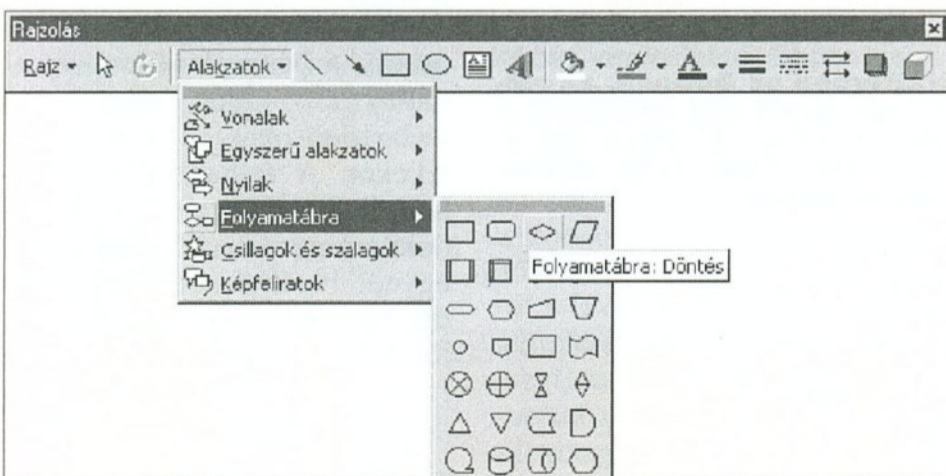 Rajzolás
Rajz Alakzatok
Vonalak
Egyszerű alakzatok
Nyilak
Folyamatábra
Csillagok és szalagok
Képfeliratok
Folyamatábra: Döntés